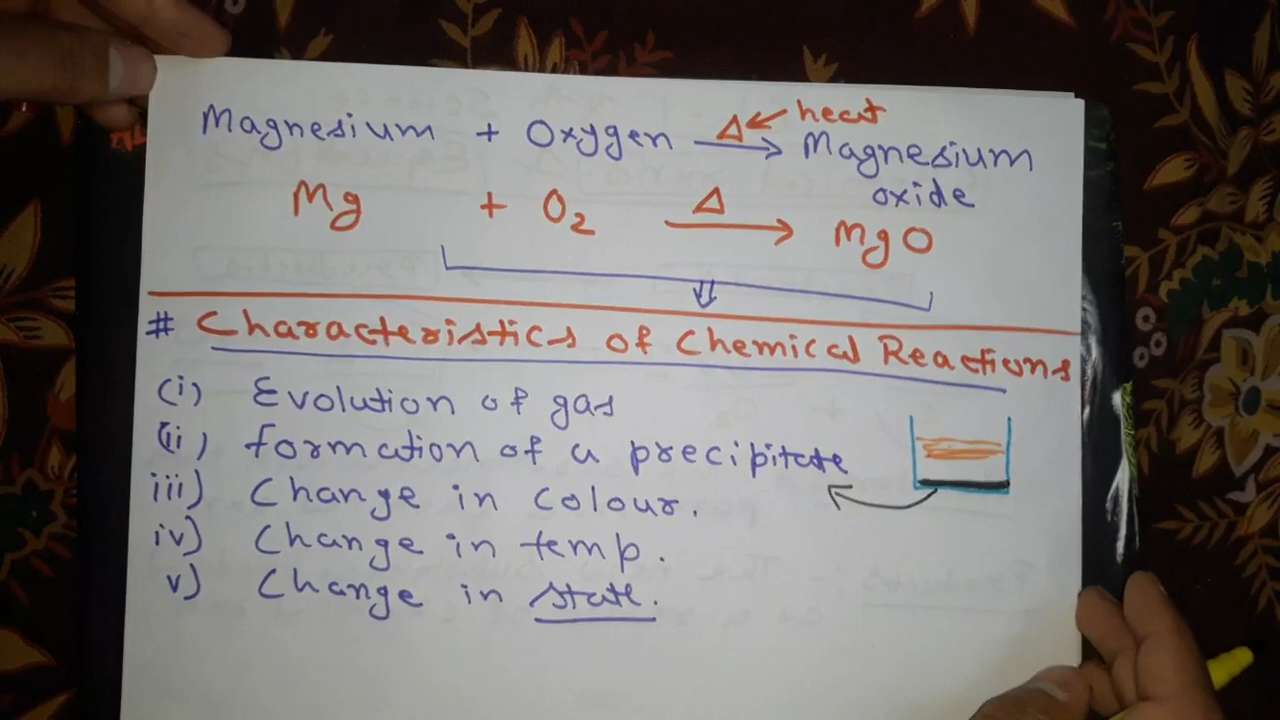 Magnesium + Oxygen Δ → Magnesium oxide
heat
Mg + O₂ Δ → MgO
# Characteristics of Chemical Reactions
(i) Evolution of gas
(ii) formation of a precipitate
iii) Change in colour.
iv) Change in temp.
v) Change in state.